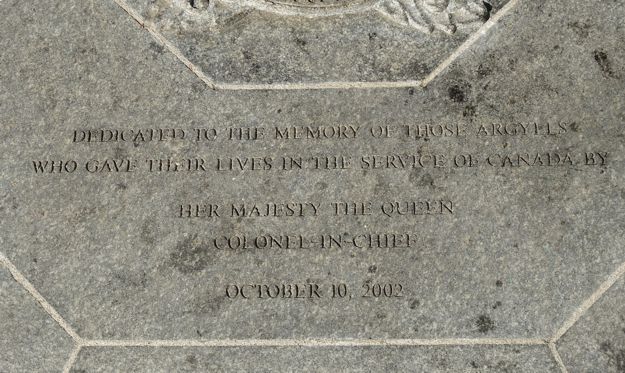 DEDICATED TO THE MEMORY OF THOSE ARGYLLS
WHO GAVE THEIR LIVES IN THE SERVICE OF CANADA BY
HER MAJESTY THE QUEEN
COLONEL-IN-CHIEF
OCTOBER 10, 2002